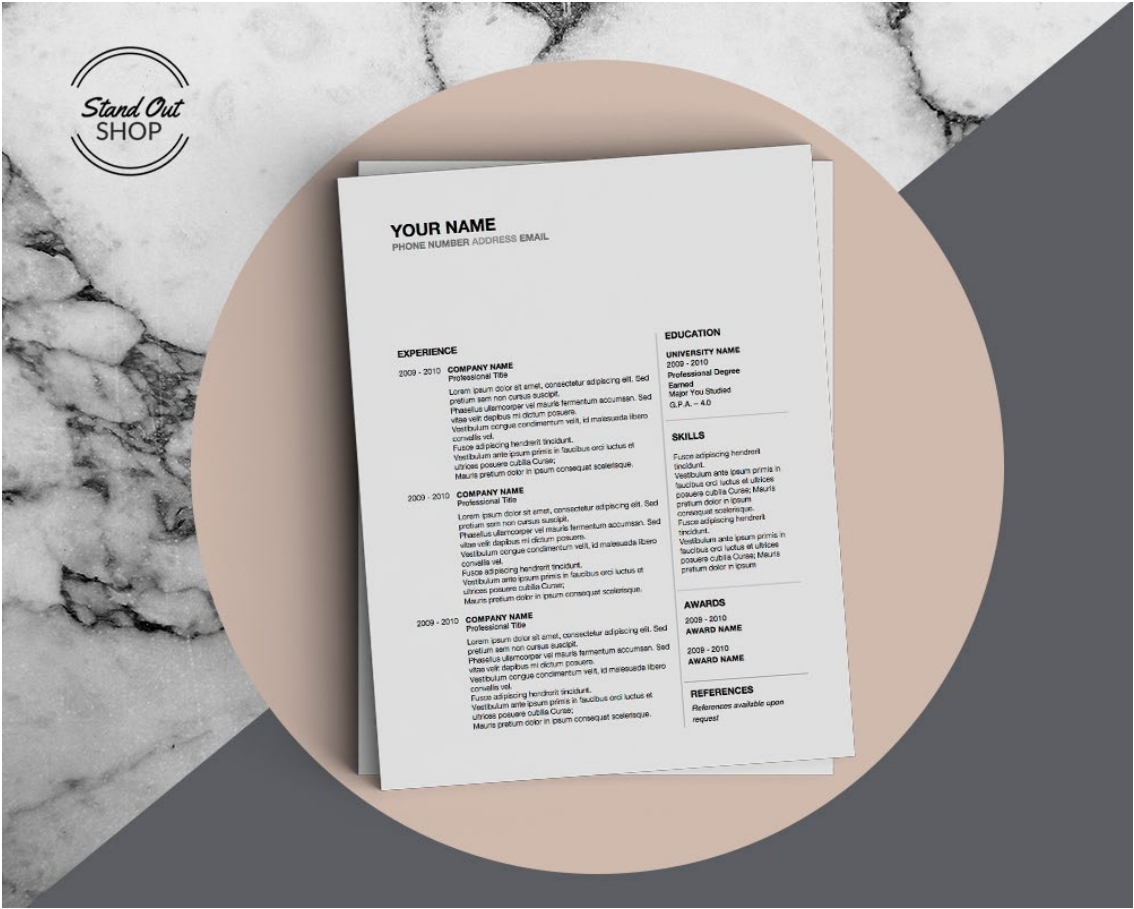 Stand Out
SHOP
YOUR NAME
PHONE NUMBER ADDRESS EMAIL
EXPERIENCE
2009 - 2010 COMPANY NAME
Professional Title
Lorem ipsum dolor sit amet, consectetur adipiscing elit. Sed
pretium sem non cursus suscipit.
Phasellus ullamcorper vel mauris fermentum accumsan. Sed
vitae velit dapibus mi dictum posuere.
Vestibulum congue condimentum velit, id malesuada libero
convallis vel.
Fusce adipiscing hendrerit tincidunt.
Vestibulum ante ipsum primis in faucibus orci luctus et
ultrices posuere cubilia Curae;
Mauris pretium dolor in ipsum consequat scelerisque.
2009 - 2010 COMPANY NAME
Professional Title
Lorem ipsum dolor sit amet, consectetur adipiscing elit. Sed
pretium sem non cursus suscipit.
Phasellus ullamcorper vel mauris fermentum accumsan. Sed
vitae velit dapibus mi dictum posuere.
Vestibulum congue condimentum velit, id malesuada libero
convallis vel.
Fusce adipiscing hendrerit tincidunt.
Vestibulum ante ipsum primis in faucibus orci luctus et
ultrices posuere cubilia Curae;
Mauris pretium dolor in ipsum consequat scelerisque.
2009 - 2010 COMPANY NAME
Professional Title
Lorem ipsum dolor sit amet, consectetur adipiscing elit. Sed
pretium sem non cursus suscipit.
Phasellus ullamcorper vel mauris fermentum accumsan. Sed
vitae velit dapibus mi dictum posuere.
Vestibulum congue condimentum velit, id malesuada libero
convallis vel.
Fusce adipiscing hendrerit tincidunt.
Vestibulum ante ipsum primis in faucibus orci luctus et
ultrices posuere cubilia Curae;
Mauris pretium dolor in ipsum consequat scelerisque.
EDUCATION
UNIVERSITY NAME
2009 - 2010
Professional Degree
Earned
Major You Studied
G.P.A. – 4.0
SKILLS
Fusce adipiscing hendrerit
tincidunt.
Vestibulum ante ipsum primis in
faucibus orci luctus et ultrices
posuere cubilia Curae; Mauris
pretium dolor in ipsum
consequat scelerisque.
Fusce adipiscing hendrerit
tincidunt.
Vestibulum ante ipsum primis in
faucibus orci luctus et ultrices
posuere cubilia Curae; Mauris
pretium dolor in ipsum
AWARDS
2009 - 2010
AWARD NAME
2009 - 2010
AWARD NAME
REFERENCES
References available upon
request